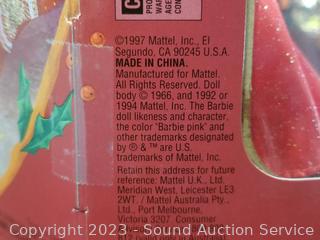 ©1997 Mattel, Inc., El
Segundo, CA 90245 U.S.A.
MADE IN CHINA.
Manufactured for Mattel.
All Rights Reserved. Doll
body © 1966, and 1992 or
1994 Mattel Inc. The Barbie
doll likeness and character,
the color "Barbie pink" and
other trademarks designated
by ® & ™ are U.S.
trademarks of Mattel, Inc.
Retain this address for future
reference: Mattel U.K., Ltd.
Meridian West, Leicester LE3
2WT. / Mattel Australia Pty.,
Ltd., Port Melbourne,
Victoria 3207. Consumer
Copyright 2023 - Sound Auction Service